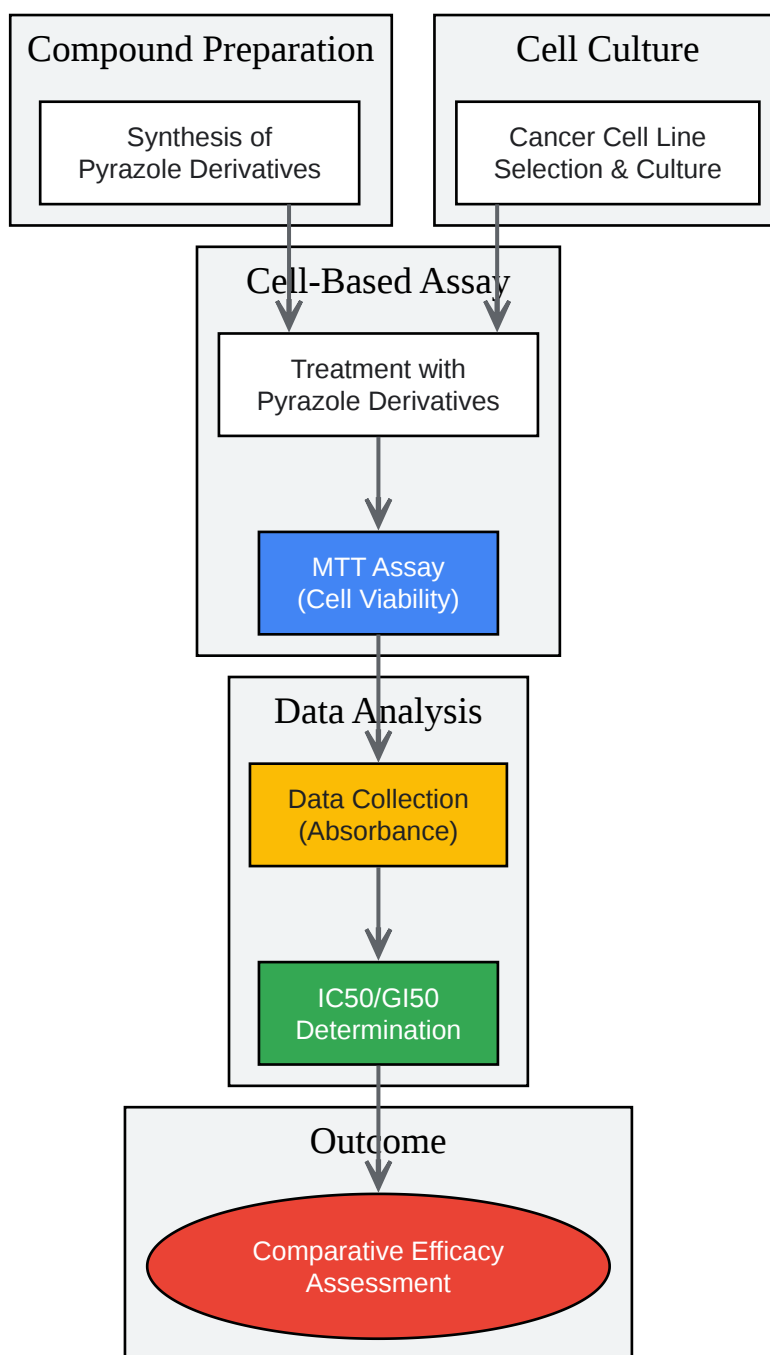 Compound Preparation
Cell Culture
Synthesis of
Pyrazole Derivatives
Cancer Cell Line
Selection & Culture
Cell-Based Assay
Treatment with
Pyrazole Derivatives
MTT Assay
(Cell Viability)
Data Analysis
Data Collection
(Absorbance)
IC50/GI50
Determination
Outcome
Comparative Efficacy
Assessment